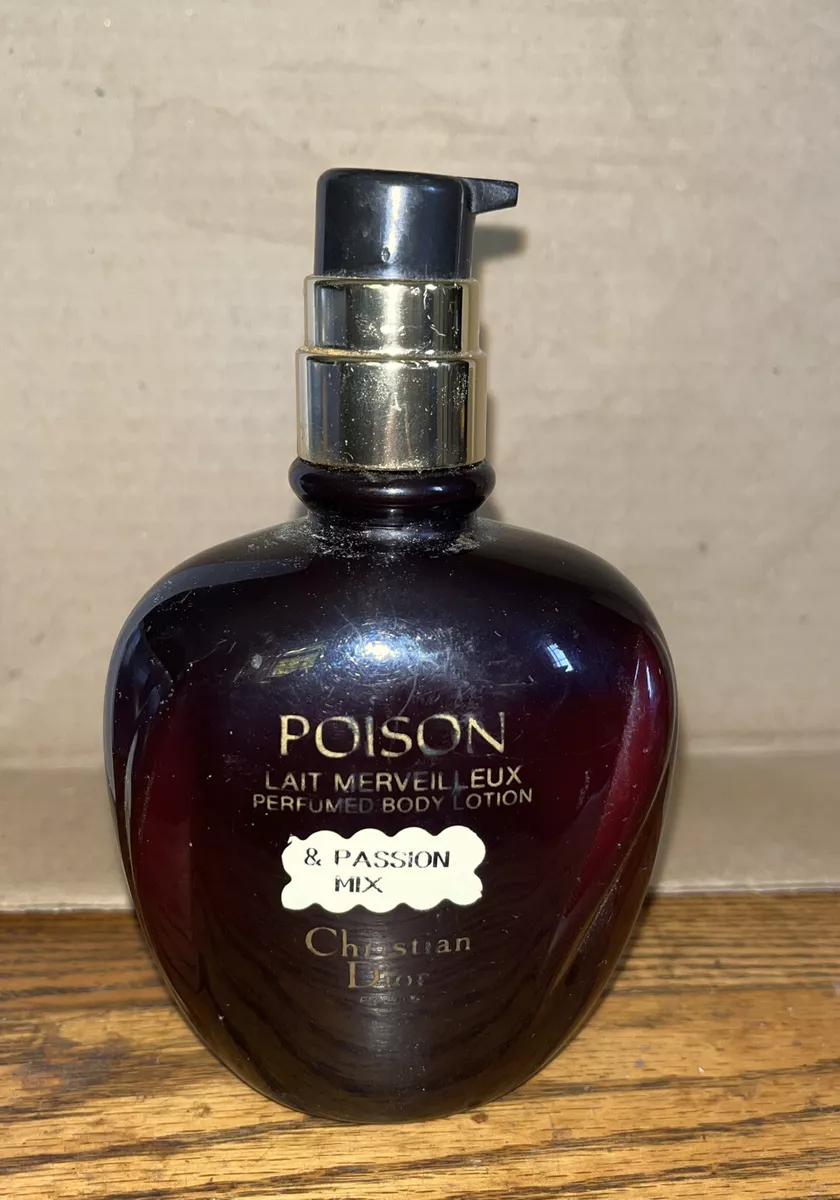 POISON
LAIT MERVEILLEUX
PERFUMED BODY LOTION
& PASSION
MIX
Christian
Dior